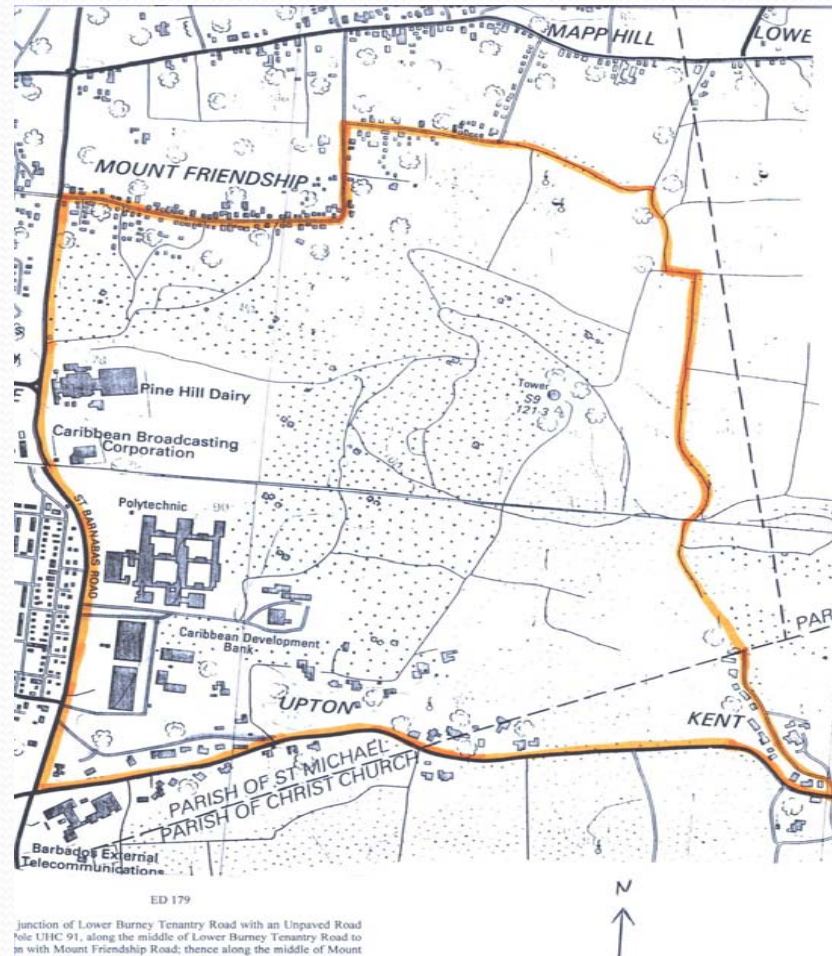 MAPP HILL
LOWE
MOUNT FRIENDSHIP
Tower
S9
121·3
Pine Hill Dairy
Caribbean Broadcasting
Corporation
Polytechnic
ST BARNABAS ROAD
Caribbean Development
Bank
PAR
UPTON
KENT
PARISH OF ST MICHAEL
PARISH OF CHRIST CHURCH
Barbados External
Telecommunications
ED 179
N
junction of Lower Burney Tenantry Road with an Unpaved Road
Pole UHC 91, along the middle of Lower Burney Tenantry Road to
with Mount Friendship Road; thence along the middle of Mount